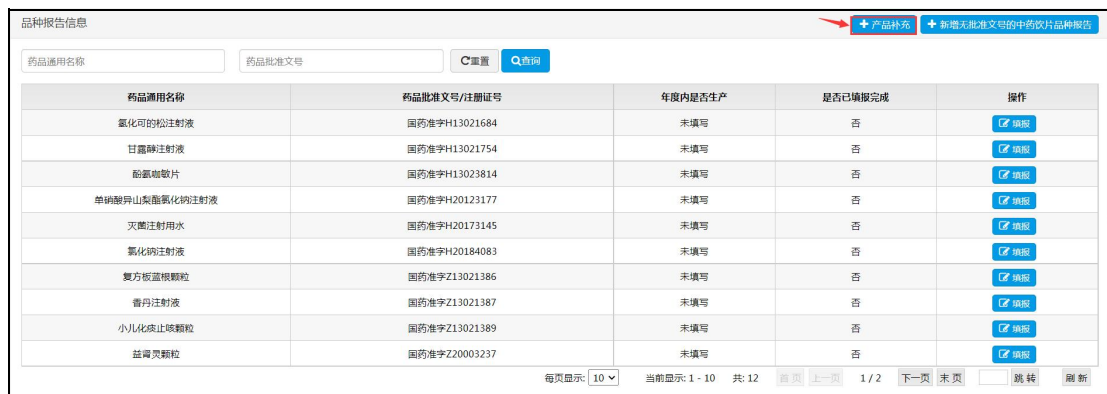 品种报告信息
产品补充 新增无批准文号的中药饮片品种报告
药品通用名称 药品批准文号 重置 查询
药品通用名称 药品批准文号/注册证号 年度内是否生产 是否已填报完成 操作
氢化可的松注射液 国药准字H13021684 未填写 否 填报
甘露醇注射液 国药准字H13021754 未填写 否 填报
酚氨咖敏片 国药准字H13023814 未填写 否 填报
单硝酸异山梨酯氯化钠注射液 国药准字H20123177 未填写 否 填报
灭菌注射用水 国药准字H20173145 未填写 否 填报
氯化钠注射液 国药准字H20184083 未填写 否 填报
复方板蓝根颗粒 国药准字Z13021386 未填写 否 填报
香丹注射液 国药准字Z13021387 未填写 否 填报
小儿化痰止咳颗粒 国药准字Z13021389 未填写 否 填报
益肾灵颗粒 国药准字Z20003237 未填写 否 填报
每页显示: 10 当前显示: 1 - 10 共: 12 首 页 上一页 1 / 2 下一页 末 页 跳 转 刷 新